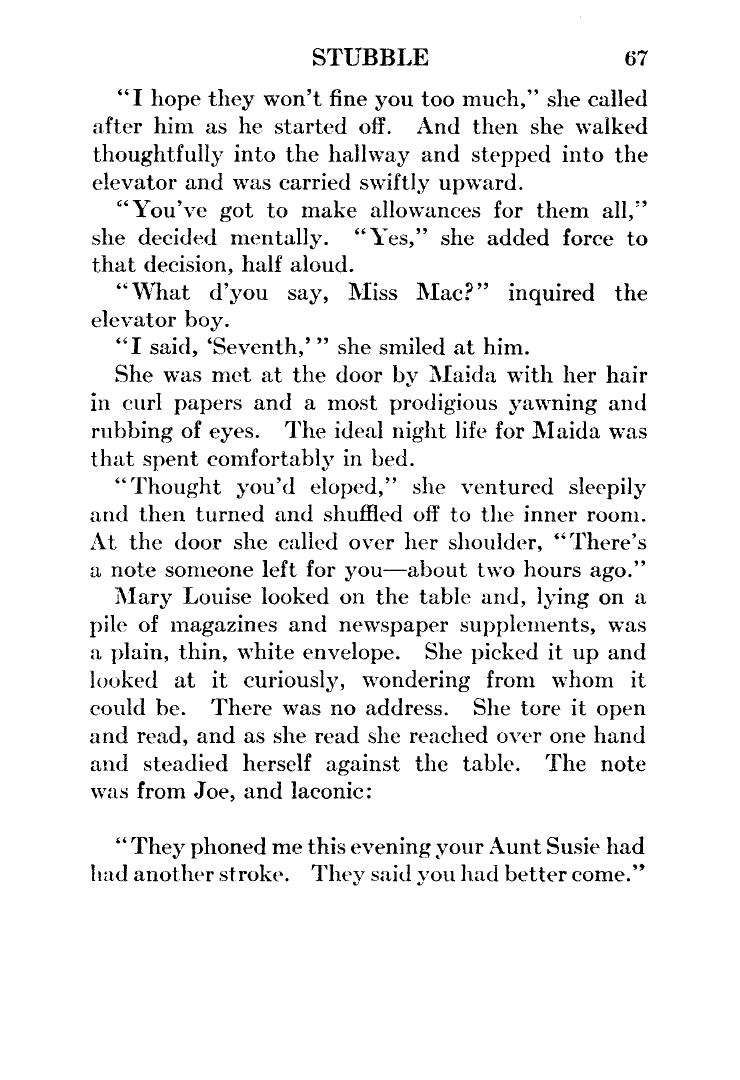 STUBBLE 67
“I hope they won’t fine you too much,” she called
after him as he started off. And then she walked
thoughtfully into the hallway and stepped into the
elevator and was carried swiftly upward.
“You’ve got to make allowances for them all,”
she decided mentally. “Yes,” she added force to
that decision, half aloud.
“What d’you say, Miss Mac?” inquired the
elevator boy.
“I said, ‘Seventh,’” she smiled at him.
She was met at the door by Maida with her hair
in curl papers and a most prodigious yawning and
rubbing of eyes. The ideal night life for Maida was
that spent comfortably in bed.
“Thought you’d eloped,” she ventured sleepily
and then turned and shuffled off to the inner room.
At the door she called over her shoulder, “There’s
a note someone left for you—about two hours ago.”
Mary Louise looked on the table and, lying on a
pile of magazines and newspaper supplements, was
a plain, thin, white envelope. She picked it up and
looked at it curiously, wondering from whom it
could be. There was no address. She tore it open
and read, and as she read she reached over one hand
and steadied herself against the table. The note
was from Joe, and laconic:
“They phoned me this evening your Aunt Susie had
had another stroke. They said you had better come.”